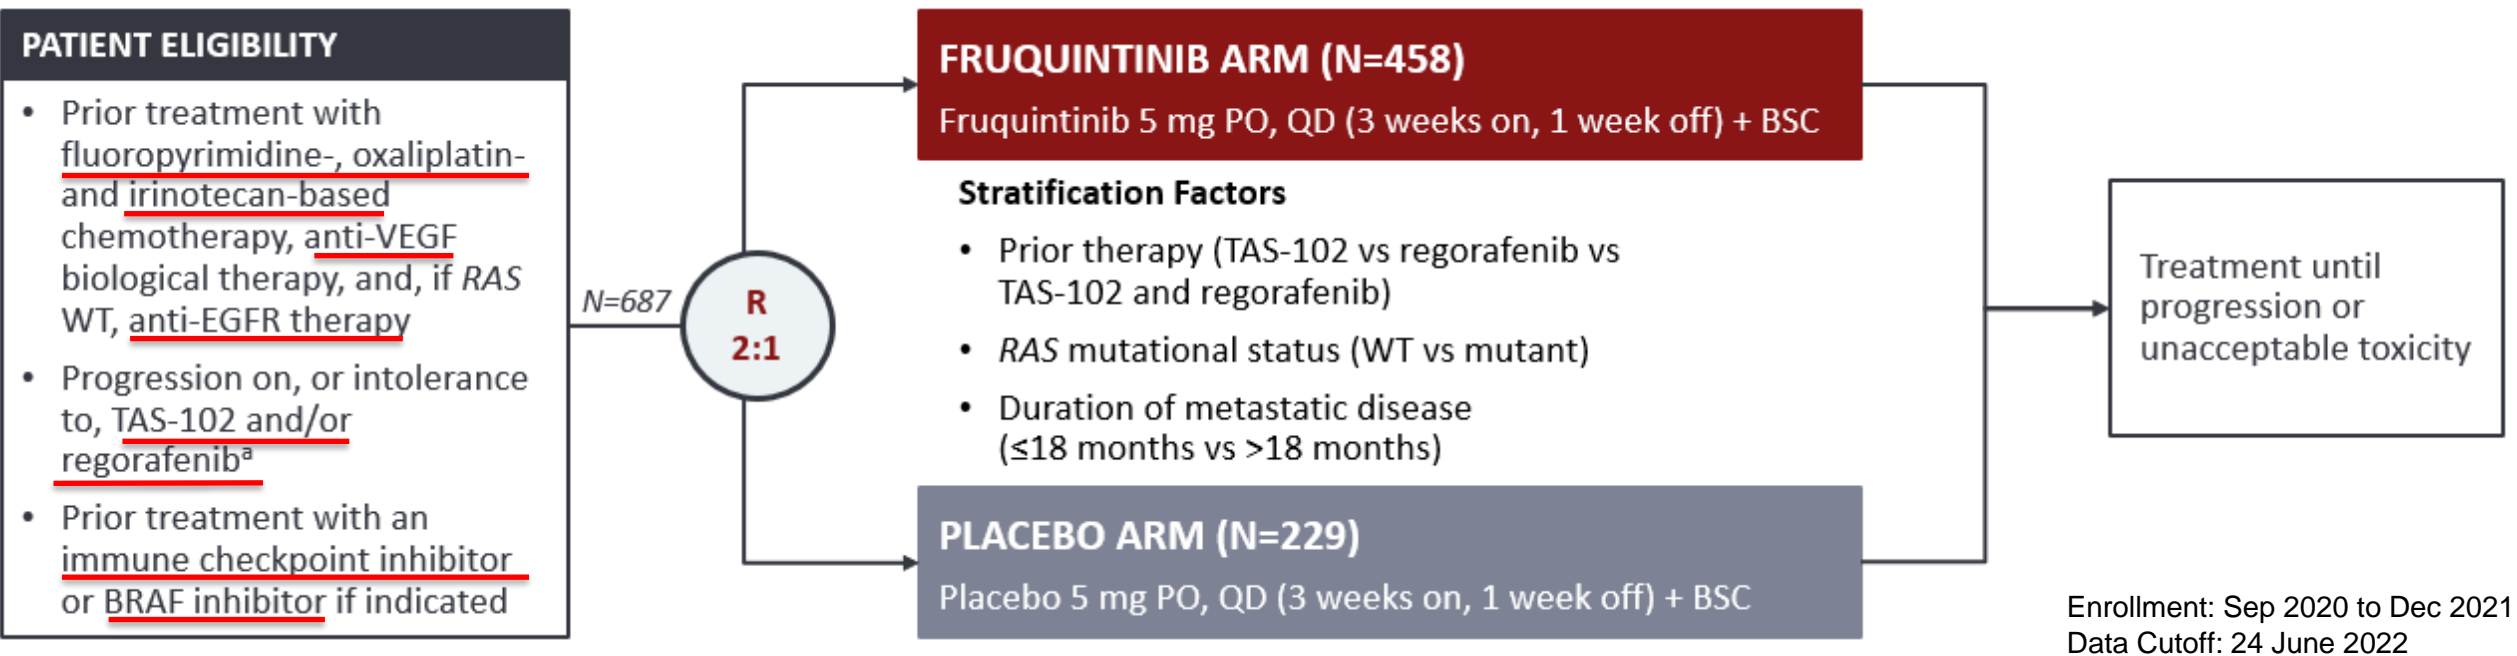 PATIENT ELIGIBILITY
• Prior treatment with
fluoropyrimidine-, oxaliplatin-
and irinotecan-based
chemotherapy, anti-VEGF
biological therapy, and, if RAS
WT, anti-EGFR therapy
• Progression on, or intolerance
to, TAS-102 and/or
regorafenibᵃ
• Prior treatment with an
immune checkpoint inhibitor
or BRAF inhibitor if indicated
N=687
R
2:1
FRUQUINTINIB ARM (N=458)
Fruquintinib 5 mg PO, QD (3 weeks on, 1 week off) + BSC
Stratification Factors
• Prior therapy (TAS-102 vs regorafenib vs
TAS-102 and regorafenib)
• RAS mutational status (WT vs mutant)
• Duration of metastatic disease
(≤18 months vs >18 months)
PLACEBO ARM (N=229)
Placebo 5 mg PO, QD (3 weeks on, 1 week off) + BSC
Treatment until
progression or
unacceptable toxicity
Enrollment: Sep 2020 to Dec 2021
Data Cutoff: 24 June 2022